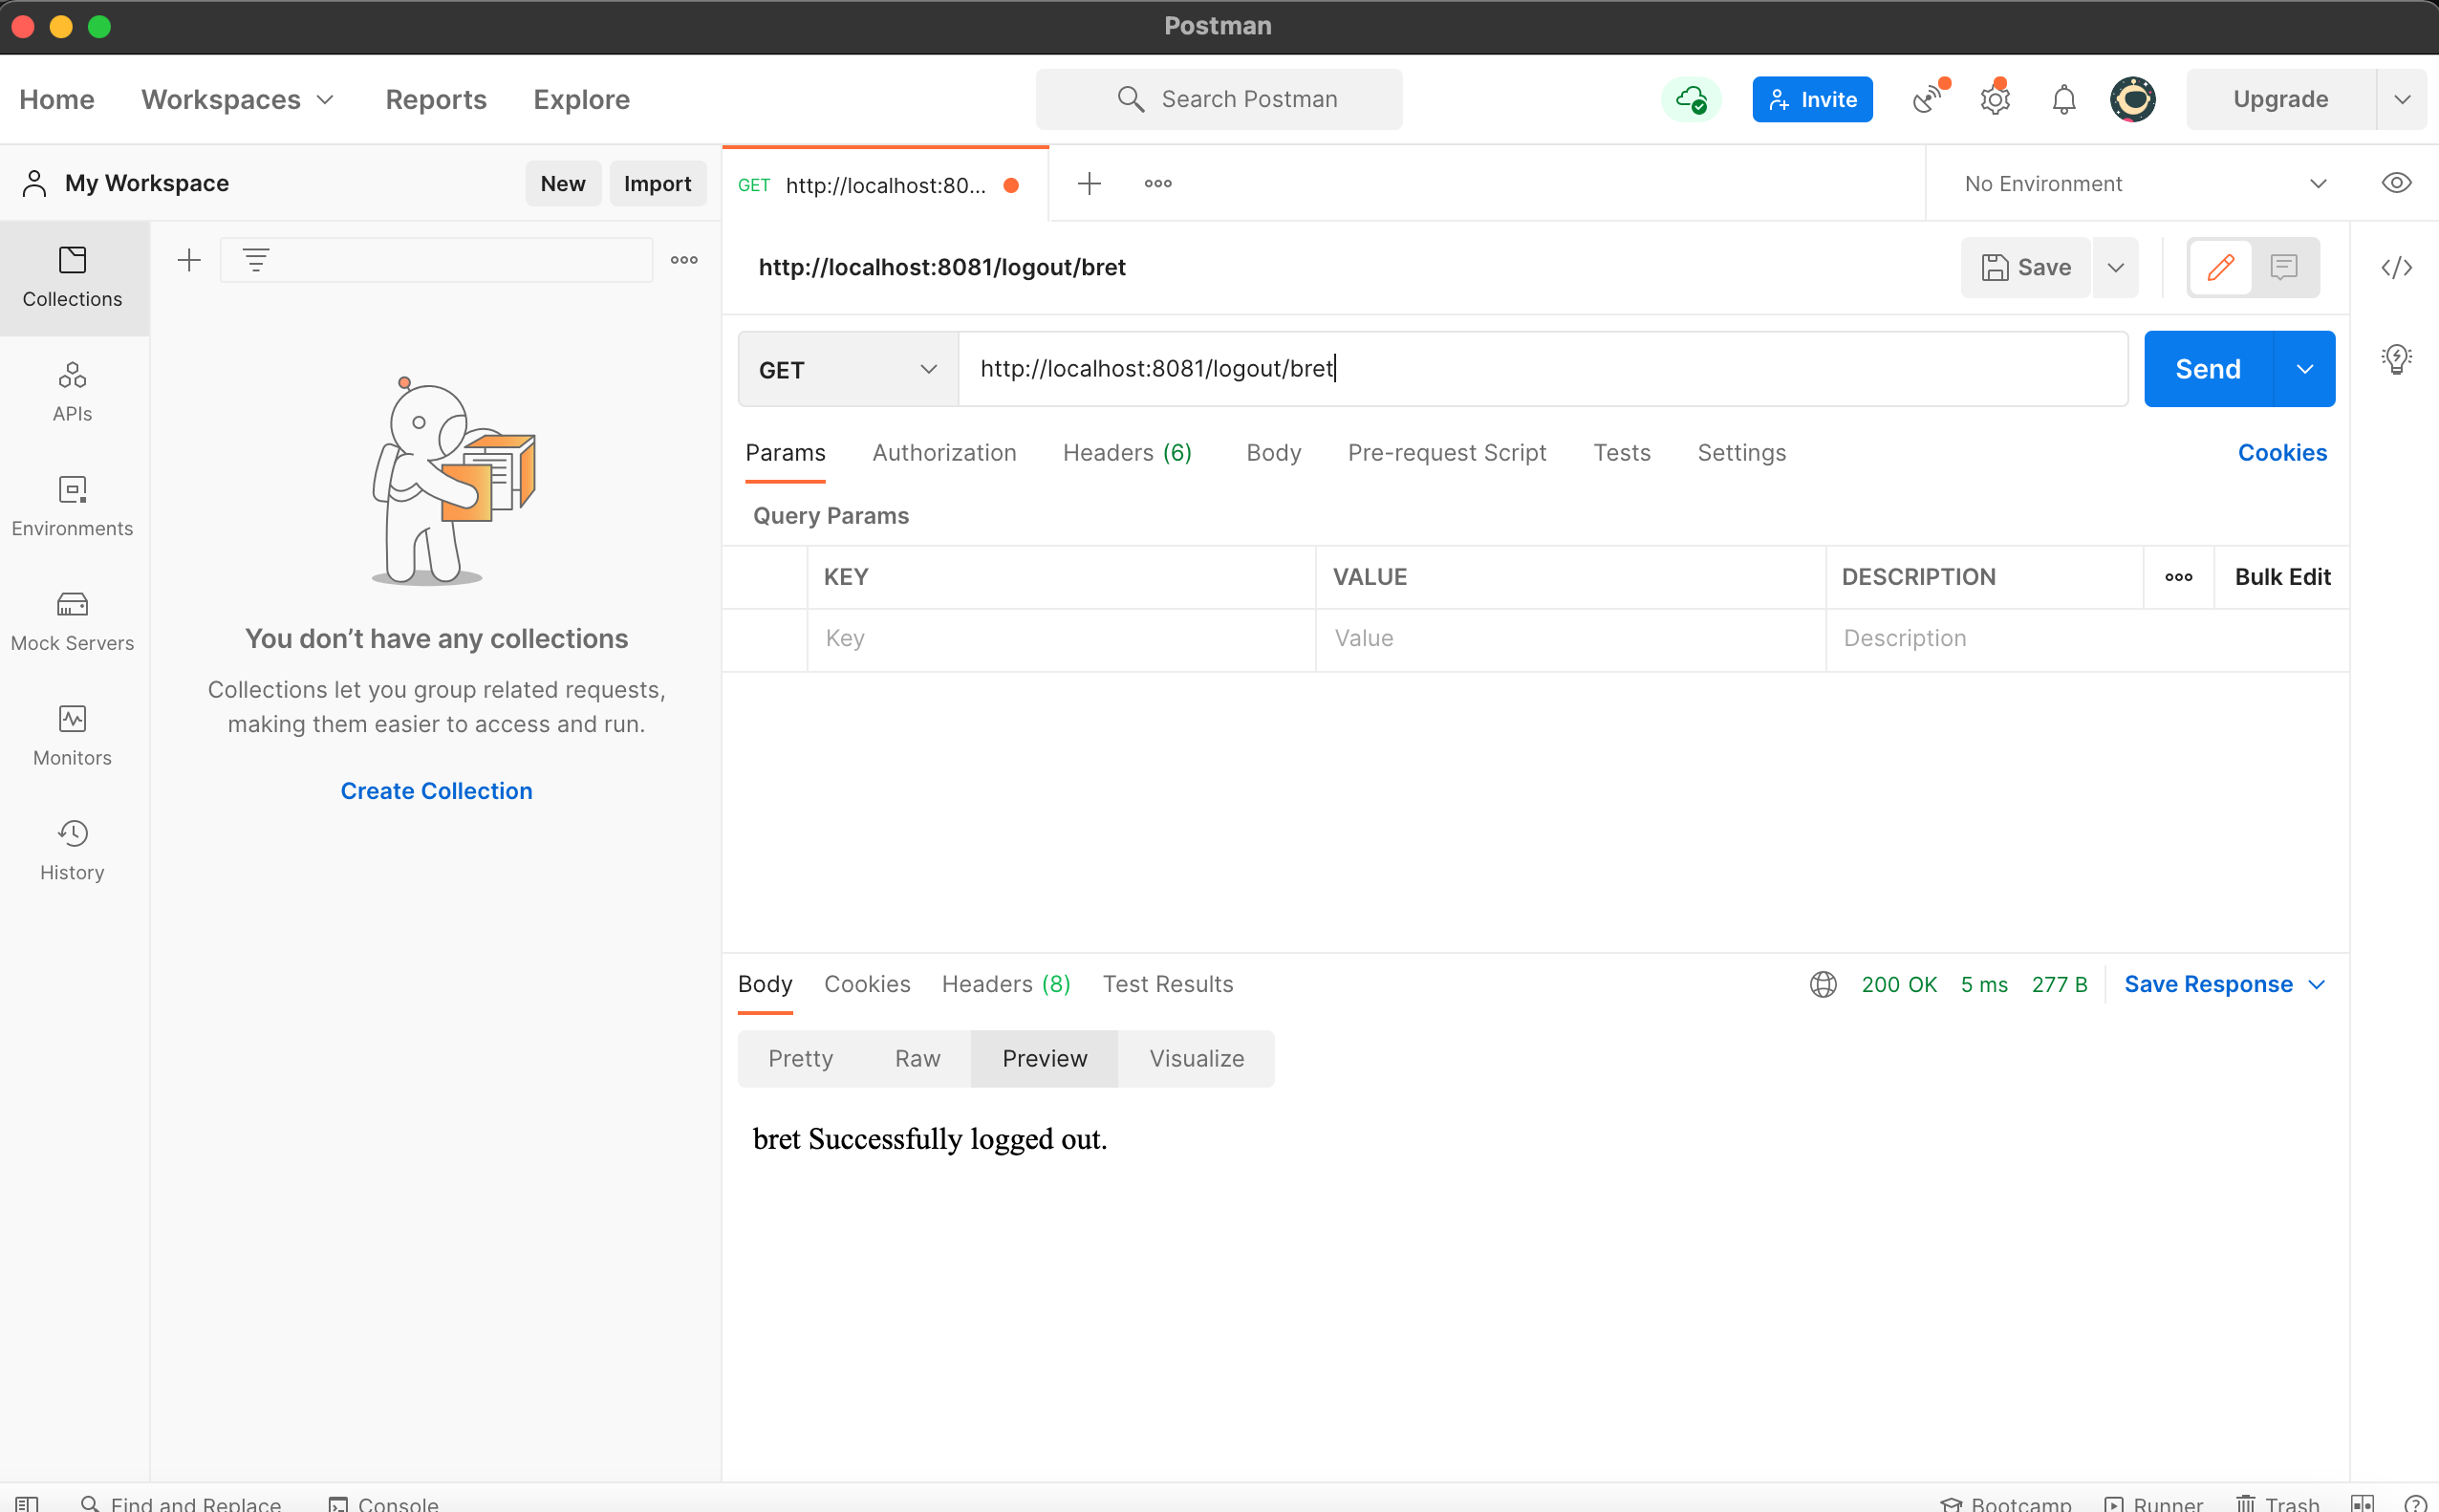 Postman
Home Workspaces Reports Explore Search Postman Invite Upgrade
My Workspace New Import GET http://localhost:80... No Environment
Collections
APIs
Environments
Mock Servers
Monitors
History
You don’t have any collections
Collections let you group related requests,
making them easier to access and run.
Create Collection
http://localhost:8081/logout/bret Save
GET http://localhost:8081/logout/bret Send
Params Authorization Headers (6) Body Pre-request Script Tests Settings Cookies
Query Params
KEY VALUE DESCRIPTION Bulk Edit
Key Value Description
Body Cookies Headers (8) Test Results 200 OK 5 ms 277 B Save Response
Pretty Raw Preview Visualize
bret Successfully logged out.
Find and Replace Console Bootcamp Runner Trash